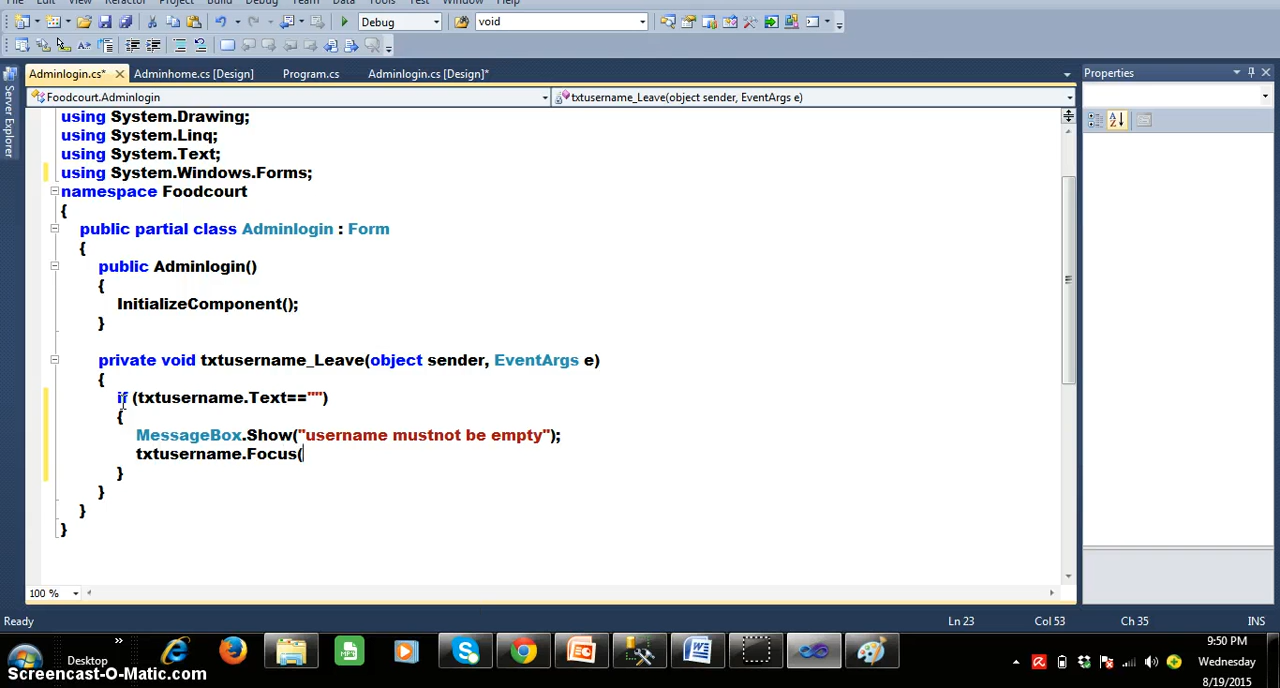 File Edit View Refactor Project Build Debug Team Data Tools Test Window Help
Debug void
Adminlogin.cs* Adminhome.cs [Design] Program.cs Adminlogin.cs [Design]* Properties
Foodcourt.Adminlogin txtusername_Leave(object sender, EventArgs e)
Server Explorer
using System.Drawing;
using System.Linq;
using System.Text;
using System.Windows.Forms;
namespace Foodcourt
{
public partial class Adminlogin : Form
{
public Adminlogin()
{
InitializeComponent();
}
private void txtusername_Leave(object sender, EventArgs e)
{
if (txtusername.Text=="")
{
MessageBox.Show("username mustnot be empty");
txtusername.Focus(
}
}
}
}
100 %
Ready Ln 23 Col 53 Ch 35 INS
Desktop
9:50 PM
Wednesday
8/19/2015
Screencast-O-Matic.com